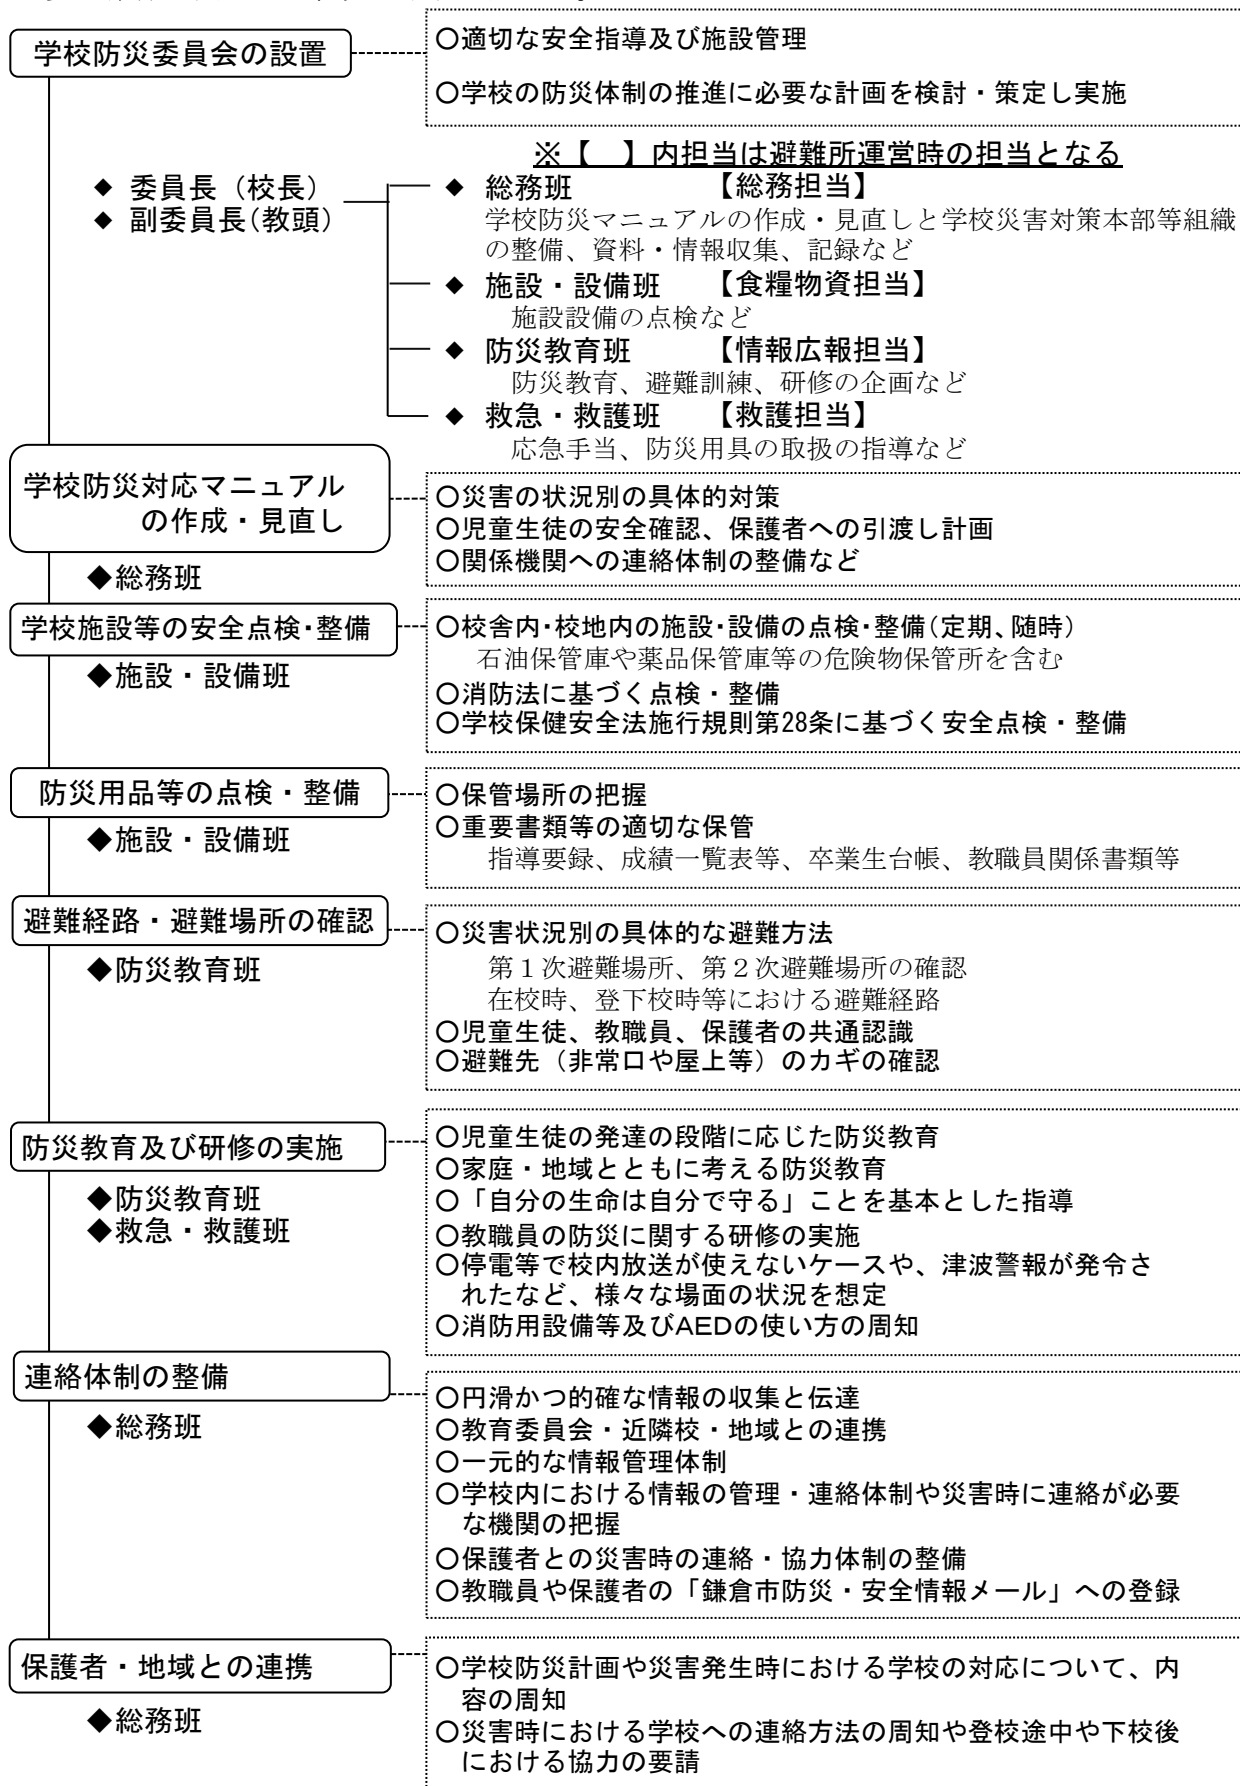 学校防災委員会の設置
〇適切な安全指導及び施設管理
〇学校の防災体制の推進に必要な計画を検討・策定し実施
※【　】内担当は避難所運営時の担当となる
◆ 委員長（校長）
◆ 副委員長(教頭)
◆ 総務班　【総務担当】
学校防災マニュアルの作成・見直しと学校災害対策本部等組織
の整備、資料・情報収集、記録など
◆ 施設・設備班　【食糧物資担当】
施設設備の点検など
◆ 防災教育班　【情報広報担当】
防災教育、避難訓練、研修の企画など
◆ 救急・救護班　【救護担当】
応急手当、防災用具の取扱の指導など
学校防災対応マニュアル
の作成・見直し
◆総務班
〇災害の状況別の具体的対策
〇児童生徒の安全確認、保護者への引渡し計画
〇関係機関への連絡体制の整備など
学校施設等の安全点検・整備
◆施設・設備班
〇校舎内・校地内の施設・設備の点検・整備（定期、随時）
石油保管庫や薬品保管庫等の危険物保管所を含む
〇消防法に基づく点検・整備
〇学校保健安全法施行規則第28条に基づく安全点検・整備
防災用品等の点検・整備
◆施設・設備班
〇保管場所の把握
〇重要書類等の適切な保管
指導要録、成績一覧表等、卒業生台帳、教職員関係書類等
避難経路・避難場所の確認
◆防災教育班
〇災害状況別の具体的な避難方法
第１次避難場所、第２次避難場所の確認
在校時、登下校時等における避難経路
〇児童生徒、教職員、保護者の共通認識
〇避難先（非常口や屋上等）のカギの確認
防災教育及び研修の実施
◆防災教育班
◆救急・救護班
〇児童生徒の発達の段階に応じた防災教育
〇家庭・地域とともに考える防災教育
〇「自分の生命は自分で守る」ことを基本とした指導
〇教職員の防災に関する研修の実施
〇停電等で校内放送が使えないケースや、津波警報が発令さ
れたなど、様々な場面の状況を想定
〇消防用設備等及びAEDの使い方の周知
連絡体制の整備
◆総務班
〇円滑かつ的確な情報の収集と伝達
〇教育委員会・近隣校・地域との連携
〇一元的な情報管理体制
〇学校内における情報の管理・連絡体制や災害時に連絡が必要
な機関の把握
〇保護者との災害時の連絡・協力体制の整備
〇教職員や保護者の「鎌倉市防災・安全情報メール」への登録
保護者・地域との連携
◆総務班
〇学校防災計画や災害発生時における学校の対応について、内
容の周知
〇災害時における学校への連絡方法の周知や登校途中や下校後
における協力の要請